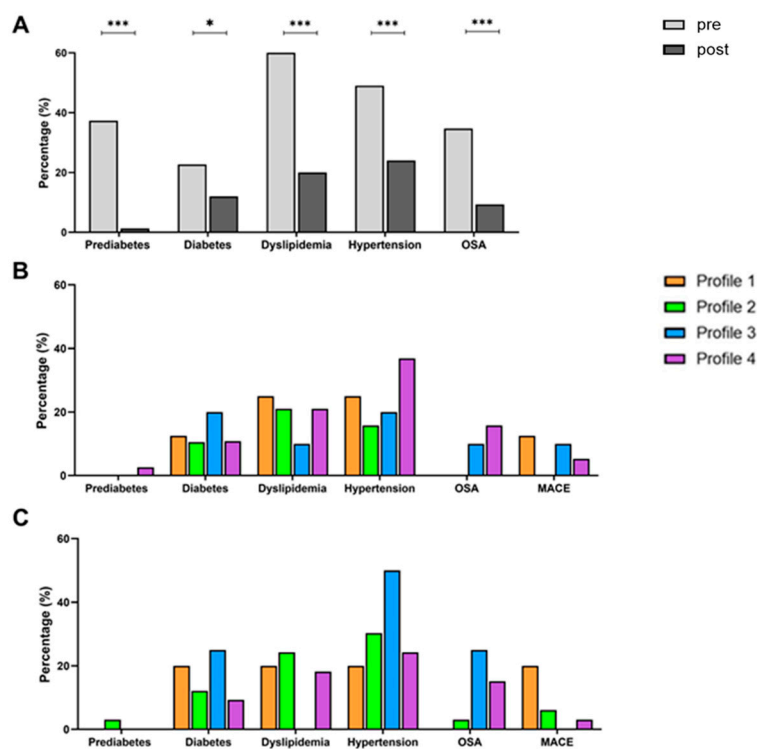 A
*** * *** *** ***
pre
post
Percentage (%)
60
40
20
0
Prediabetes Diabetes Dyslipidemia Hypertension OSA
B
Profile 1
Profile 2
Profile 3
Profile 4
Percentage (%)
60
40
20
0
Prediabetes Diabetes Dyslipidemia Hypertension OSA MACE
C
Percentage (%)
60
40
20
0
Prediabetes Diabetes Dyslipidemia Hypertension OSA MACE